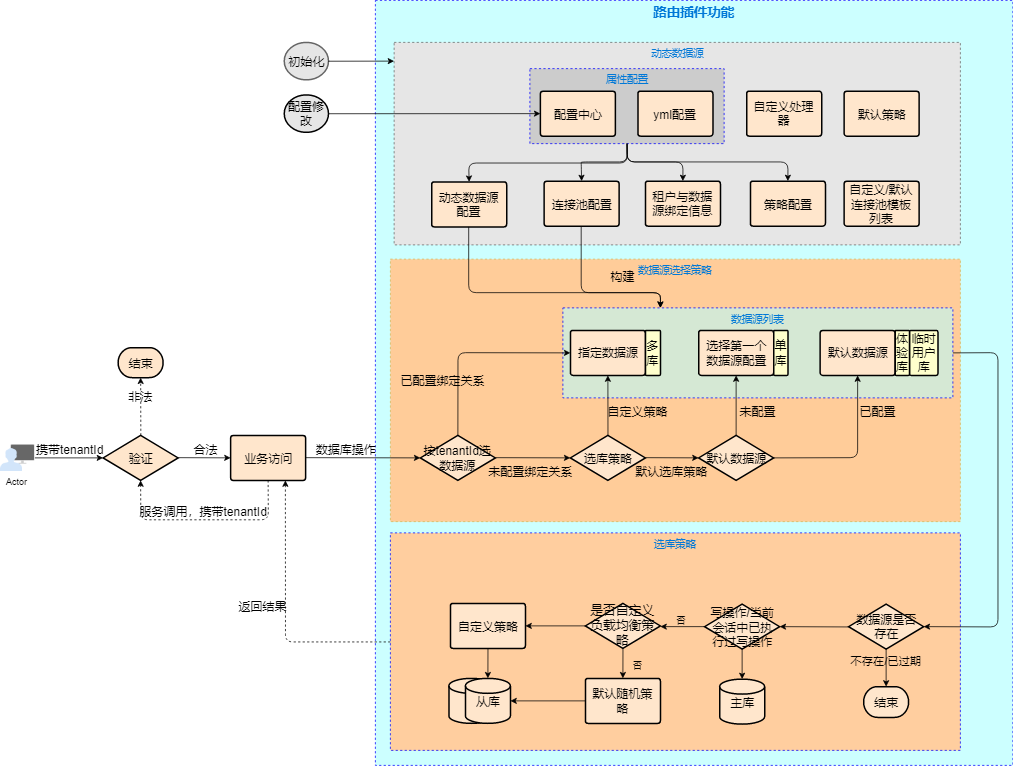 路由插件功能
动态数据源
初始化
属性配置
配置修
改
配置中心
yml配置
自定义处理
器
默认策略
动态数据源
配置
连接池配置
租户与数据
源绑定信息
策略配置
自定义/默认
连接池模板
列表
数据源选择策略
构建
数据源列表
指定数据源
多
库
选择第一个
数据源配置
单
库
默认数据源
体
验
库
临时
用户
库
结束
已配置绑定关系
非法
自定义策略
未配置
已配置
携带tenantId
验证
合法
业务访问
数据库操作
按tenantId选
数据源
未配置绑定关系
选库策略
默认选库策略
默认数据源
Actor
服务调用，携带tenantId
选库策略
返回结果
自定义策略
是否自定义
负载均衡策
略
否
写操作/当前
会话中已执
行过写操作
数据源是否
存在
否
不存在/已过期
从库
默认随机策
略
主库
结束